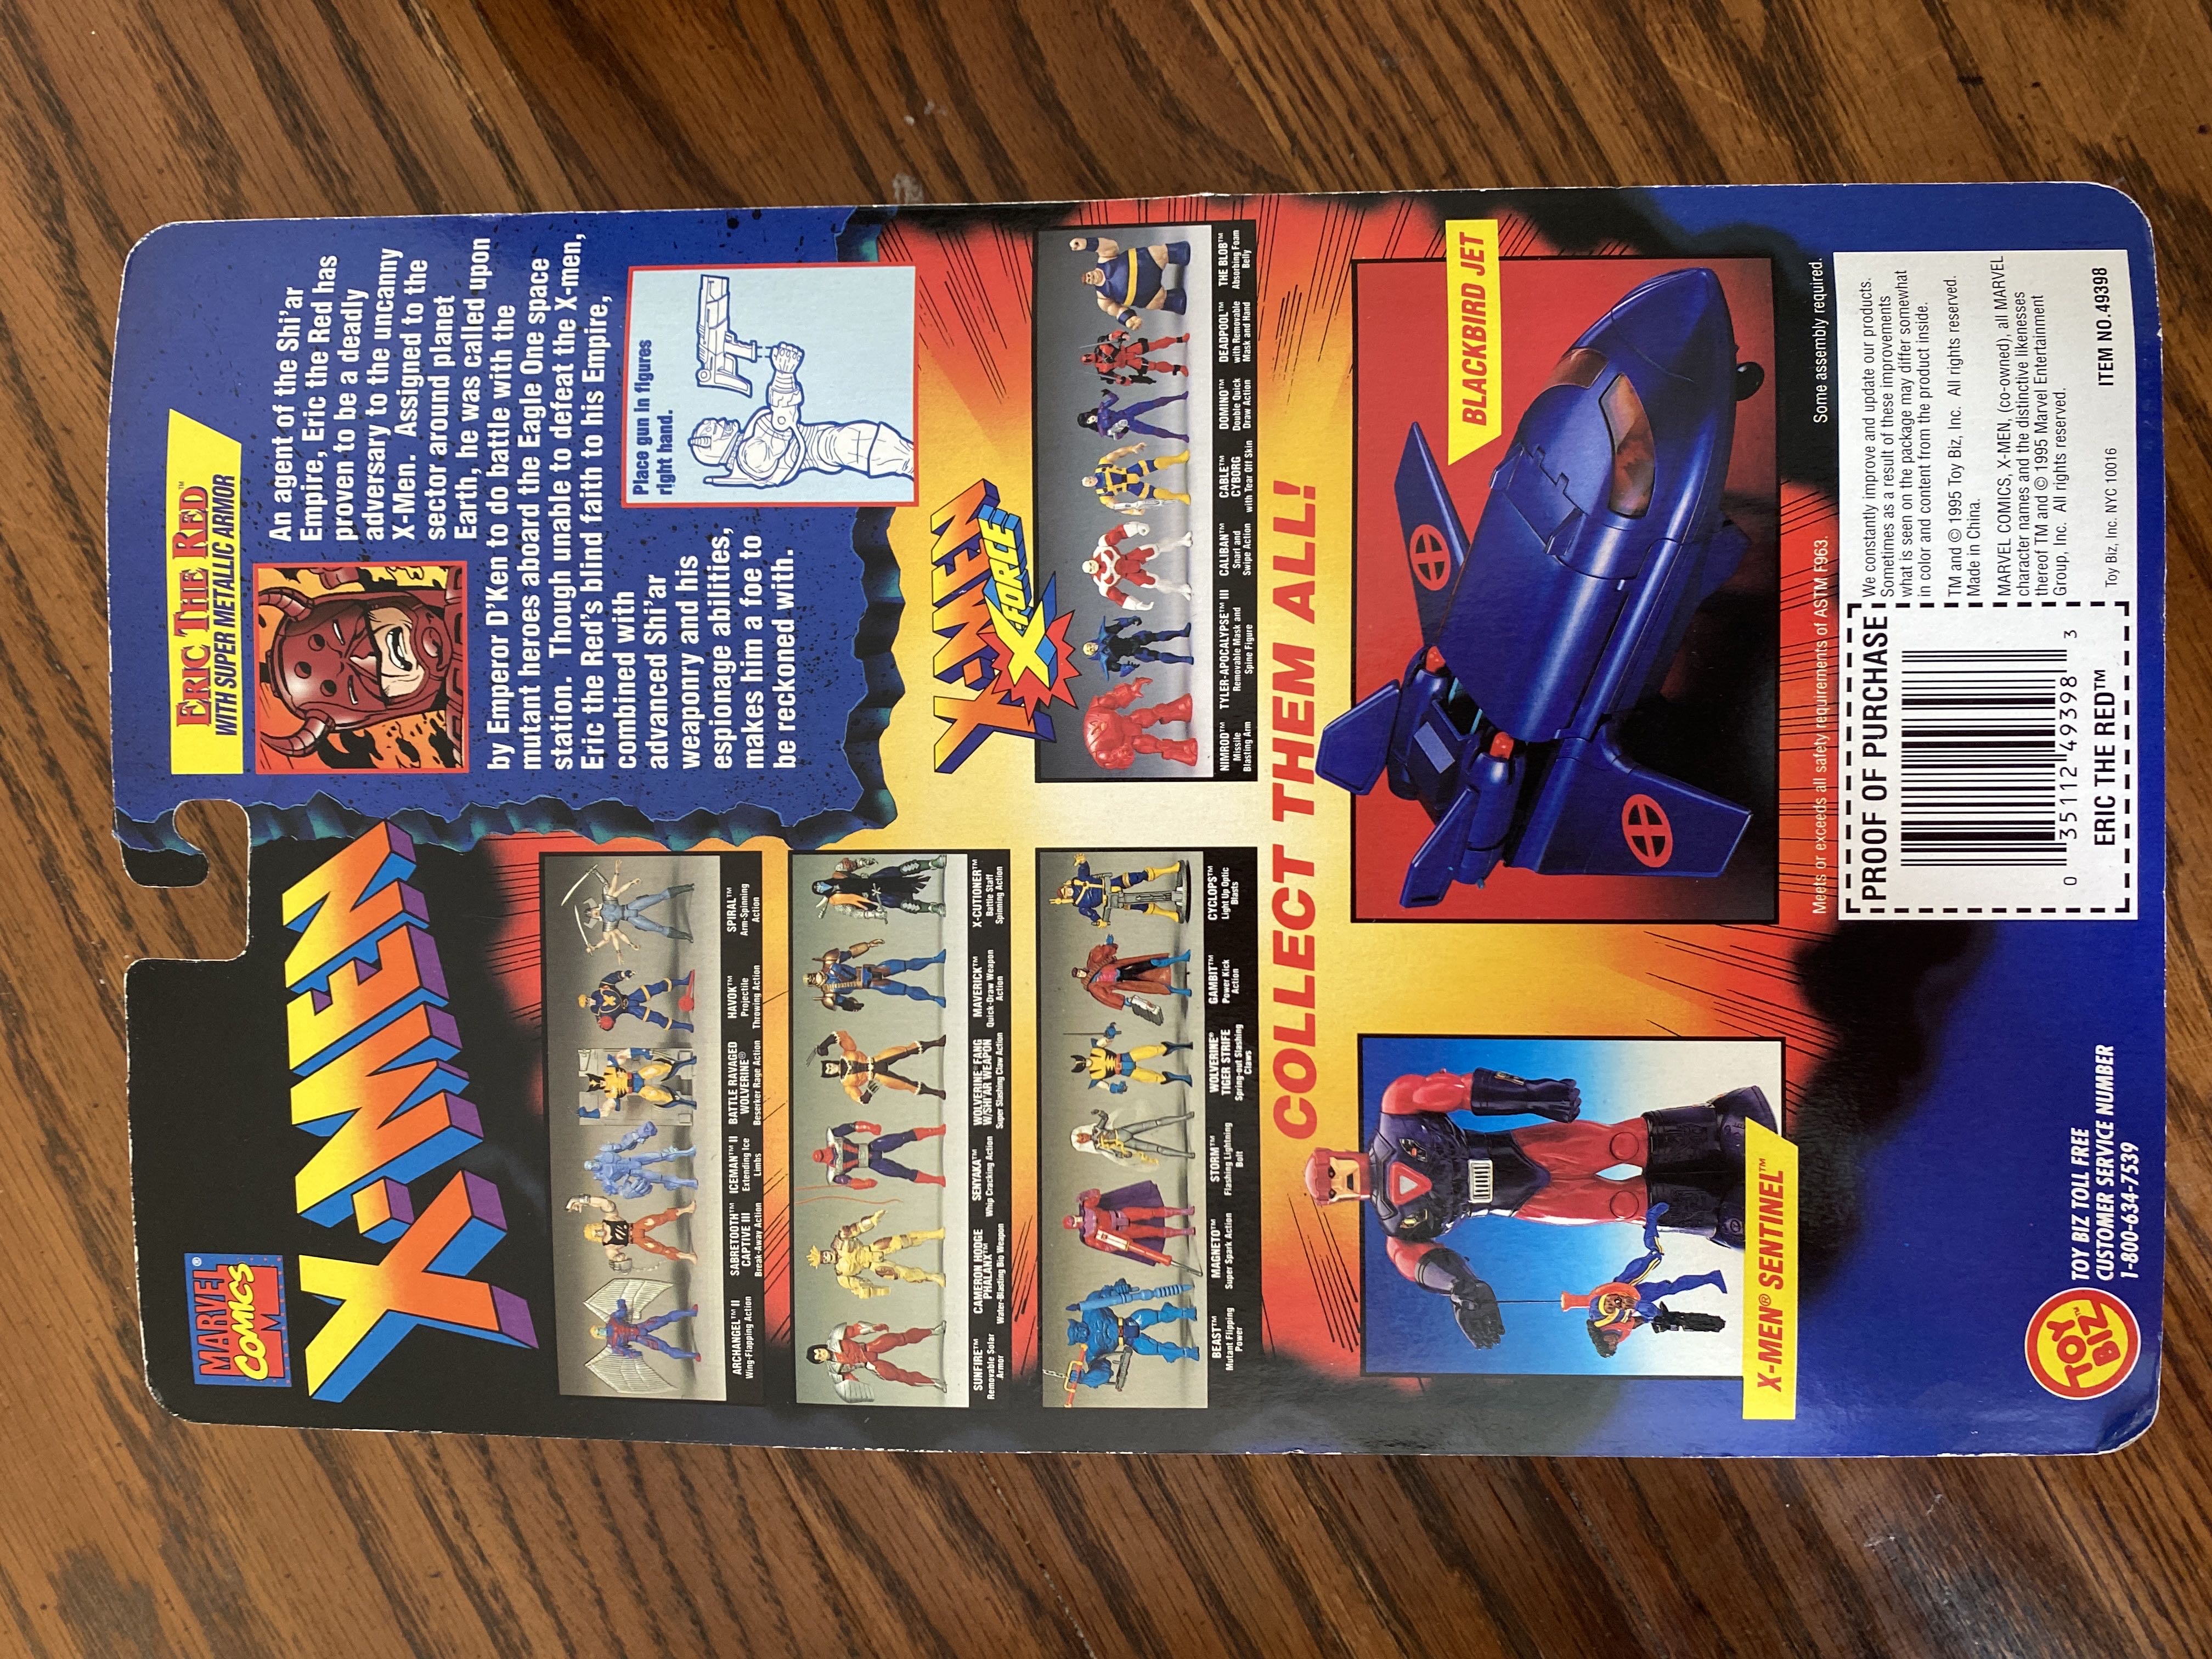 MARVEL®
COMICS
X-MEN
ERIC THE RED™
WITH SUPER METALLIC ARMOR
An agent of the Shi'ar
Empire, Eric the Red has
proven to be a deadly
adversary to the uncanny
X-Men. Assigned to the
sector around planet
Earth, he was called upon
by Emperor D'Ken to do battle with the
mutant heroes aboard the Eagle One space
station. Though unable to defeat the X-men,
Eric the Red's blind faith to his Empire,
combined with
advanced Shi'ar
weaponry and his
espionage abilities,
makes him a foe to
be reckoned with.
Place gun in figures
right hand.
ARCHANGEL™ II
Wing-Flapping Action
SABRETOOTH™
CAPTIVE III
Break-Away Action
ICEMAN™ II
Extending Ice
Limbs
BATTLE RAVAGED
WOLVERINE®
Beserker Rage Action
HAVOK™
Projectile
Throwing Action
SPIRAL™
Arm-Spinning
Action
SUNFIRE™
Removable Solar
Armor
CAMERON HODGE
PHALANX™
Water-Blasting Bio Weapon
SENYAKA™
Whip Cracking Action
WOLVERINE® FANG
W/SHI'AR WEAPON
Super Slashing Claw Action
MAVERICK™
Quick-Draw Weapon
Action
X-CUTIONER™
Battle Staff
Spinning Action
BEAST™
Mutant Flipping
Power
MAGNETO™
Super Spark Action
STORM™
Flashing Lightning
Bolt
WOLVERINE®
TIGER STRIFE
Spring-out Slashing
Claws
GAMBIT™
Power Kick
Action
CYCLOPS™
Light Up Optic
Blasts
X-MEN
X-FORCE
NIMROD™
Missile
Blasting Arm
TYLER-APOCALYPSE™ III
Removable Mask and
Spine Figure
CALIBAN™
Snarl and
Swipe Action
CABLE™
CYBORG
with Tear Off Skin
DOMINO™
Double Quick
Draw Action
DEADPOOL™
with Removable
Mask and Hand
THE BLOB™
Absorbing Foam
Belly
COLLECT THEM ALL!
X-MEN® SENTINEL™
BLACKBIRD JET
Meets or exceeds all safety requirements of ASTM F963.
Some assembly required.
PROOF OF PURCHASE
0 35112 49398 3
ERIC THE RED™
We constantly improve and update our products.
Sometimes as a result of these improvements
what is seen on the package may differ somewhat
in color and content from the product inside.
TM and © 1995 Toy Biz, Inc. All rights reserved.
Made in China.
MARVEL COMICS, X-MEN, (co-owned), all MARVEL
character names and the distinctive likenesses
thereof TM and © 1995 Marvel Entertainment
Group, Inc. All rights reserved.
Toy Biz, Inc. NYC 10016
ITEM NO.49398
TOY BIZ™
TOY BIZ TOLL FREE
CUSTOMER SERVICE NUMBER
1-800-634-7539